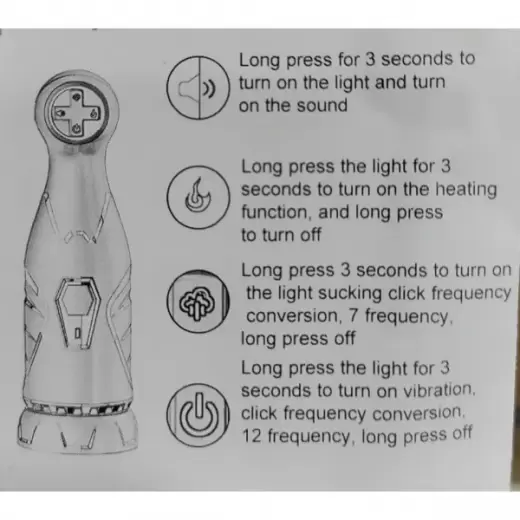 Long press for 3 seconds to
turn on the light and turn
on the sound
Long press the light for 3
seconds to turn on the heating
function, and long press
to turn off
Long press 3 seconds to turn on
the light sucking click frequency
conversion, 7 frequency,
long press off
Long press the light for 3
seconds to turn on vibration,
click frequency conversion,
12 frequency, long press off